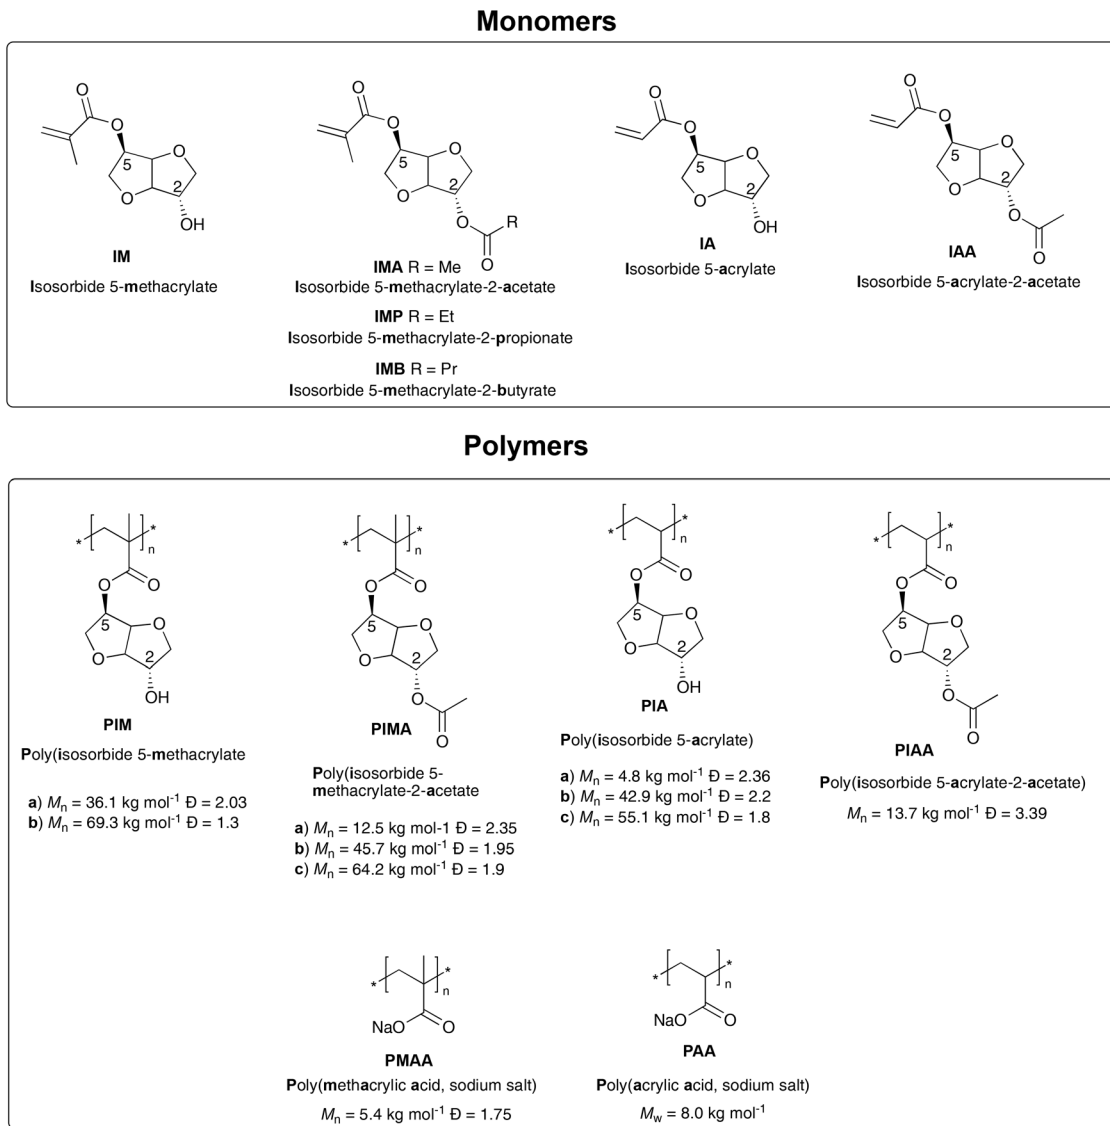 Monomers
O
O
5
O
O
2
OH
IM
Isosorbide 5-methacrylate
O
O
5
O
O
2
O
R
O
IMA R = Me
Isosorbide 5-methacrylate-2-acetate
IMP R = Et
Isosorbide 5-methacrylate-2-propionate
IMB R = Pr
Isosorbide 5-methacrylate-2-butyrate
O
O
5
O
O
2
OH
IA
Isosorbide 5-acrylate
O
O
5
O
O
2
O
O
IAA
Isosorbide 5-acrylate-2-acetate
Polymers
* *
n
O
O
5
O
O
2
OH
PIM
Poly(isosorbide 5-methacrylate
a) Mn = 36.1 kg mol-1 Đ = 2.03
b) Mn = 69.3 kg mol-1 Đ = 1.3
* *
n
O
O
5
O
O
2
O
O
PIMA
Poly(isosorbide 5-
methacrylate-2-acetate
a) Mn = 12.5 kg mol-1 Đ = 2.35
b) Mn = 45.7 kg mol-1 Đ = 1.95
c) Mn = 64.2 kg mol-1 Đ = 1.9
* *
n
O
O
5
O
O
2
OH
PIA
Poly(isosorbide 5-acrylate)
a) Mn = 4.8 kg mol-1 Đ = 2.36
b) Mn = 42.9 kg mol-1 Đ = 2.2
c) Mn = 55.1 kg mol-1 Đ = 1.8
* *
n
O
O
5
O
O
2
O
O
PIAA
Poly(isosorbide 5-acrylate-2-acetate)
Mn = 13.7 kg mol-1 Đ = 3.39
* *
n
NaO O
PMAA
Poly(methacrylic acid, sodium salt)
Mn = 5.4 kg mol-1 Đ = 1.75
* *
n
NaO O
PAA
Poly(acrylic acid, sodium salt)
Mw = 8.0 kg mol-1